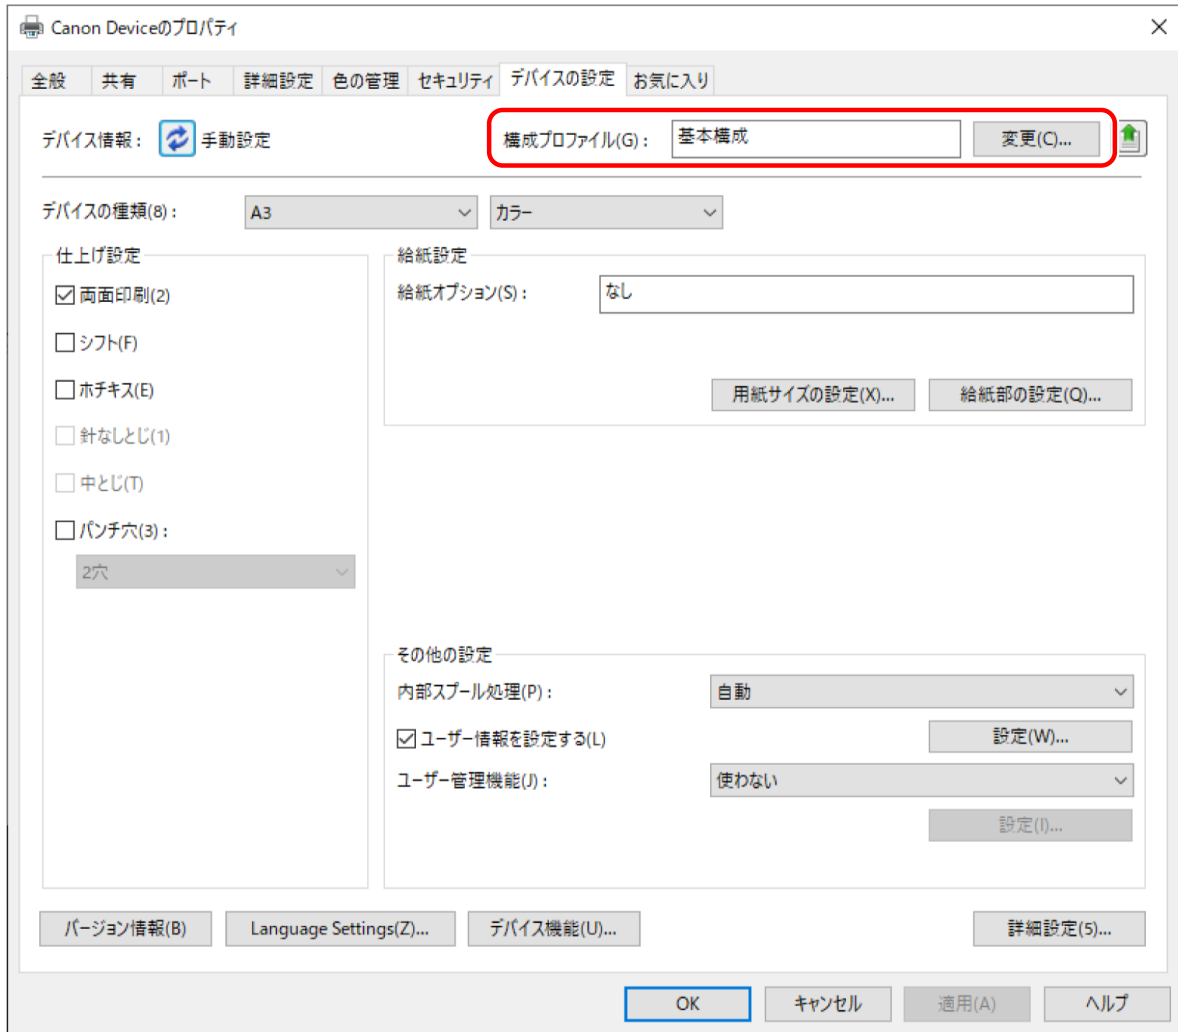 Canon Deviceのプロパティ
全般 共有 ポート 詳細設定 色の管理 セキュリティ デバイスの設定 お気に入り
デバイス情報： 手動設定 構成プロファイル(G)： 基本構成 変更(C)...
デバイスの種類(8)： A3 カラー
仕上げ設定
両面印刷(2)
シフト(F)
ホチキス(E)
針なしとじ(1)
中とじ(T)
パンチ穴(3)：
2穴
給紙設定
給紙オプション(S)： なし
用紙サイズの設定(X)... 給紙部の設定(Q)...
その他の設定
内部スプール処理(P)： 自動
ユーザー情報を設定する(L) 設定(W)...
ユーザー管理機能(J)： 使わない
設定(I)...
バージョン情報(B) Language Settings(Z)... デバイス機能(U)... 詳細設定(5)...
OK キャンセル 適用(A) ヘルプ